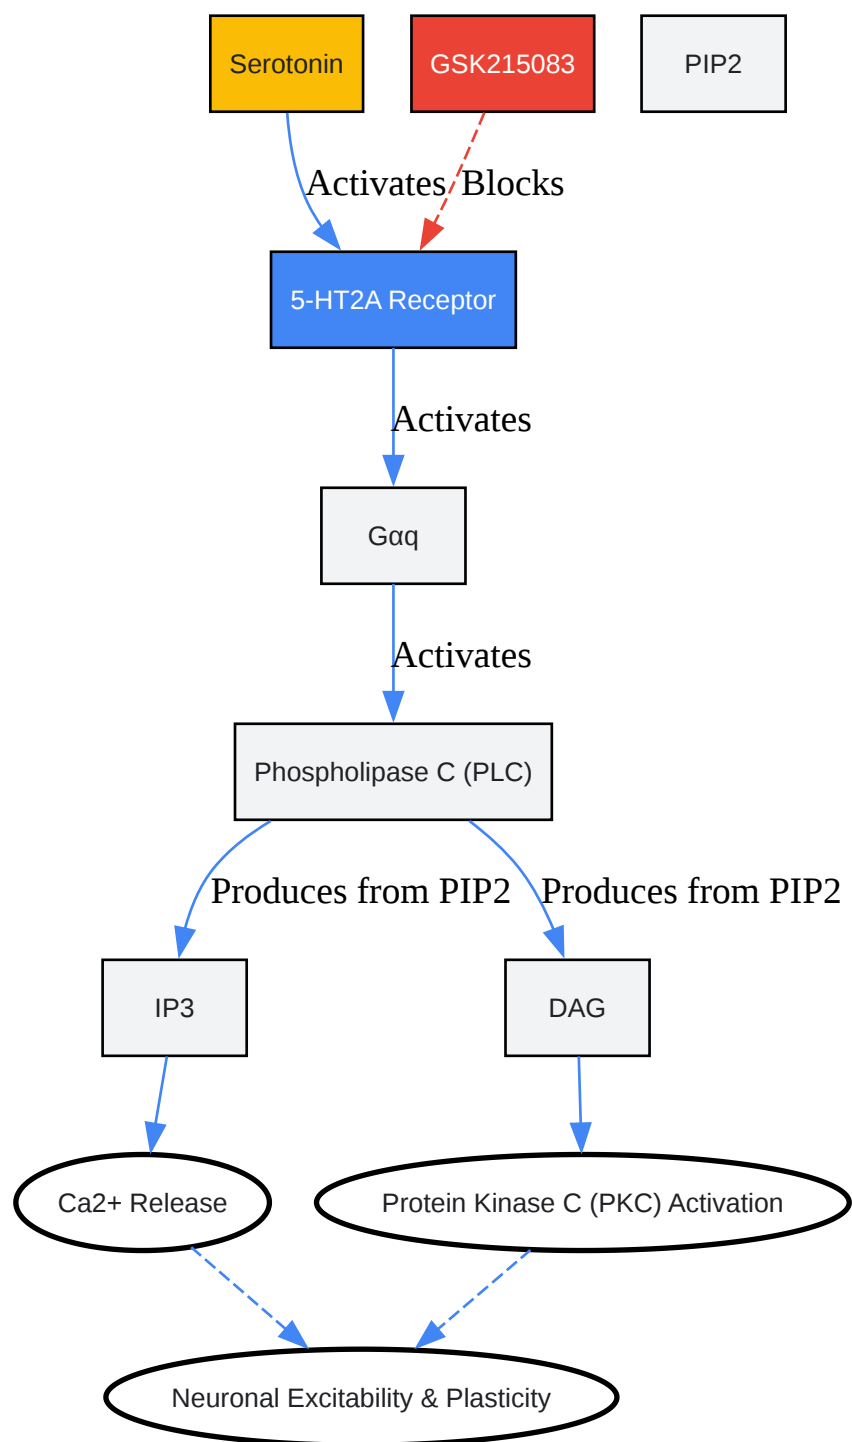 Serotonin
GSK215083
PIP2
Activates
Blocks
5-HT2A Receptor
Activates
Gαq
Activates
Phospholipase C (PLC)
Produces from PIP2
Produces from PIP2
IP3
DAG
Ca2+ Release
Protein Kinase C (PKC) Activation
Neuronal Excitability & Plasticity